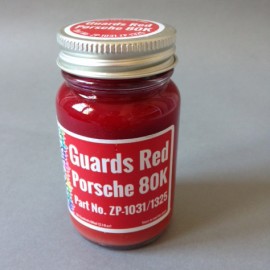 Guards Red
Porsche 80K
Guards Red
Porsche 80K
Part No. ZP-1031/1325